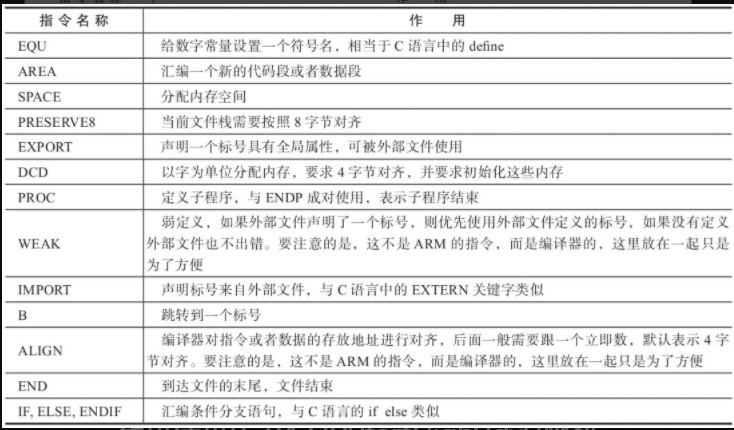 指令名称 作 用
EQU 给数字常量设置一个符号名，相当于 C 语言中的 define
AREA 汇编一个新的代码段或者数据段
SPACE 分配内存空间
PRESERVE8 当前文件栈需要按照 8 字节对齐
EXPORT 声明一个标号具有全局属性，可被外部文件使用
DCD 以字为单位分配内存，要求 4 字节对齐，并要求初始化这些内存
PROC 定义子程序，与 ENDP 成对使用，表示子程序结束
弱定义，如果外部文件声明了一个标号，则优先使用外部文件定义的标号，如果没有定义
WEAK 外部文件也不出错。要注意的是，这不是 ARM 的指令，而是编译器的，这里放在一起只是
为了方便
IMPORT 声明标号来自外部文件，与 C 语言中的 EXTERN 关键字类似
B 跳转到一个标号
编译器对指令或者数据的存放地址进行对齐，后面一般需要跟一个立即数，默认表示 4 字
ALIGN 节对齐。要注意的是，这不是 ARM 的指令，而是编译器的，这里放在一起只是为了方便
END 到达文件的末尾，文件结束
IF, ELSE, ENDIF 汇编条件分支语句，与 C 语言的 if else 类似